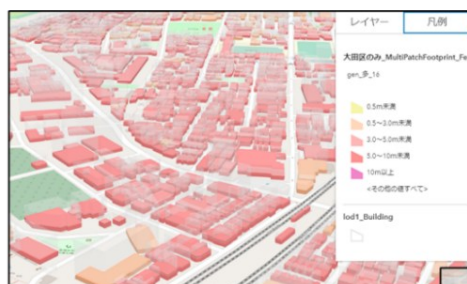 レイヤー
凡例
大田区のみ_MultiPatchFootprint_Fe
gen_多_16
0.5m未満
0.5～3.0m未満
3.0～5.0m未満
5.0～10m未満
10m以上
<その他の値すべて>
lod1_Building